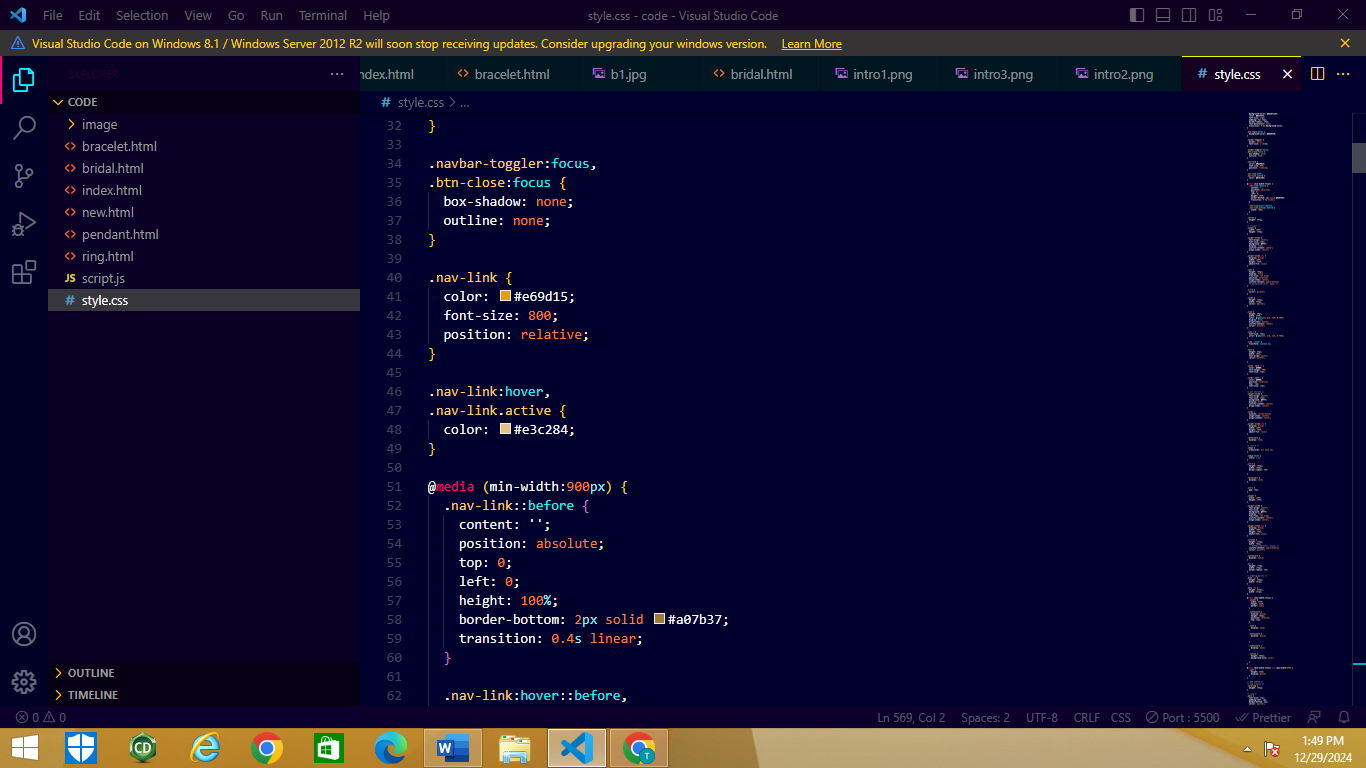 File Edit Selection View Go Run Terminal Help style.css - code - Visual Studio Code
Visual Studio Code on Windows 8.1 / Windows Server 2012 R2 will soon stop receiving updates. Consider upgrading your windows version. Learn More
EXPLORER
CODE
image
bracelet.html
bridal.html
index.html
new.html
pendant.html
ring.html
JS script.js
# style.css
OUTLINE
TIMELINE
ndex.html bracelet.html b1.jpg bridal.html intro1.png intro3.png intro2.png # style.css
# style.css > ...
32 }
33
34 .navbar-toggler:focus,
35 .btn-close:focus {
36 box-shadow: none;
37 outline: none;
38 }
39
40 .nav-link {
41 color: #e69d15;
42 font-size: 800;
43 position: relative;
44 }
45
46 .nav-link:hover,
47 .nav-link.active {
48 color: #e3c284;
49 }
50
51 @media (min-width:900px) {
52 .nav-link::before {
53 content: '';
54 position: absolute;
55 top: 0;
56 left: 0;
57 height: 100%;
58 border-bottom: 2px solid #a07b37;
59 transition: 0.4s linear;
60 }
61
62 .nav-link:hover::before,
0 0 Ln 569, Col 2 Spaces: 2 UTF-8 CRLF CSS Port : 5500 Prettier
CD W T
1:49 PM
12/29/2024